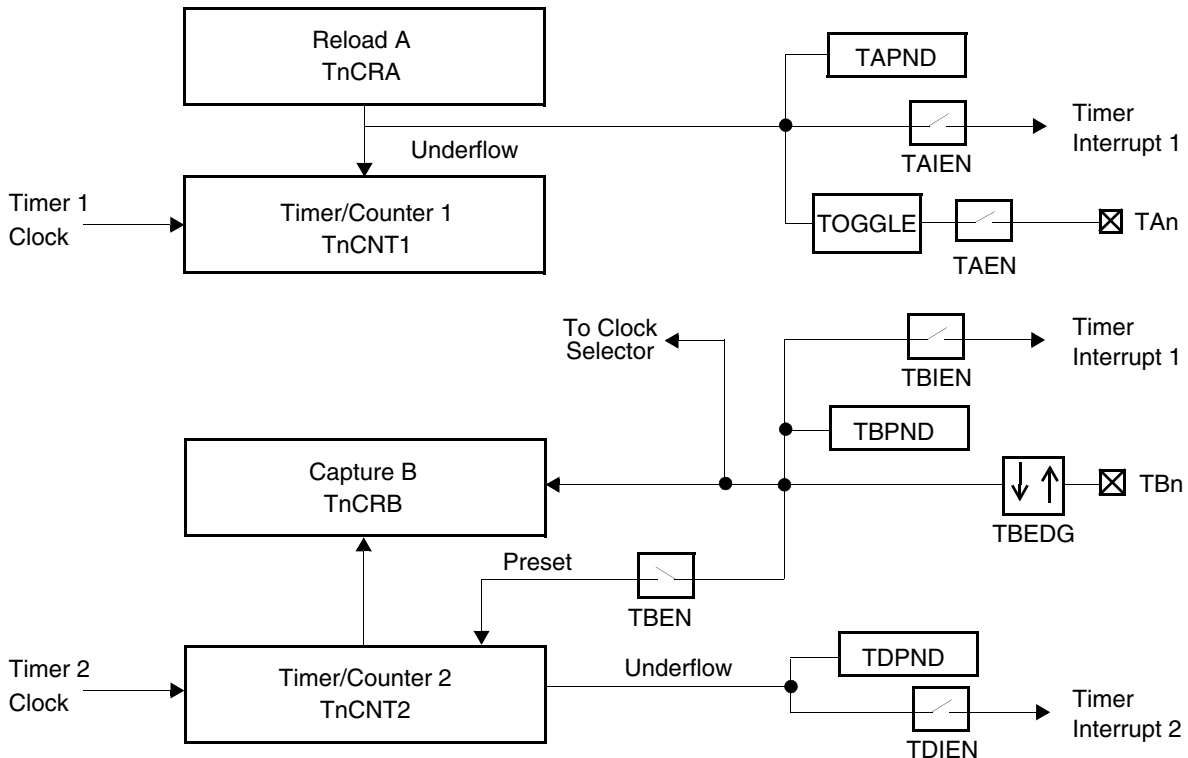 Reload A
TnCRA
TAPND
Timer
Interrupt 1
TAIEN
Underflow
Timer 1
Clock
Timer/Counter 1
TnCNT1
TOGGLE
TAEN
TAn
To Clock
Selector
Timer
Interrupt 1
TBIEN
TBPND
Capture B
TnCRB
TBn
TBEDG
Preset
TBEN
Timer 2
Clock
Timer/Counter 2
TnCNT2
Underflow
TDPND
Timer
Interrupt 2
TDIEN